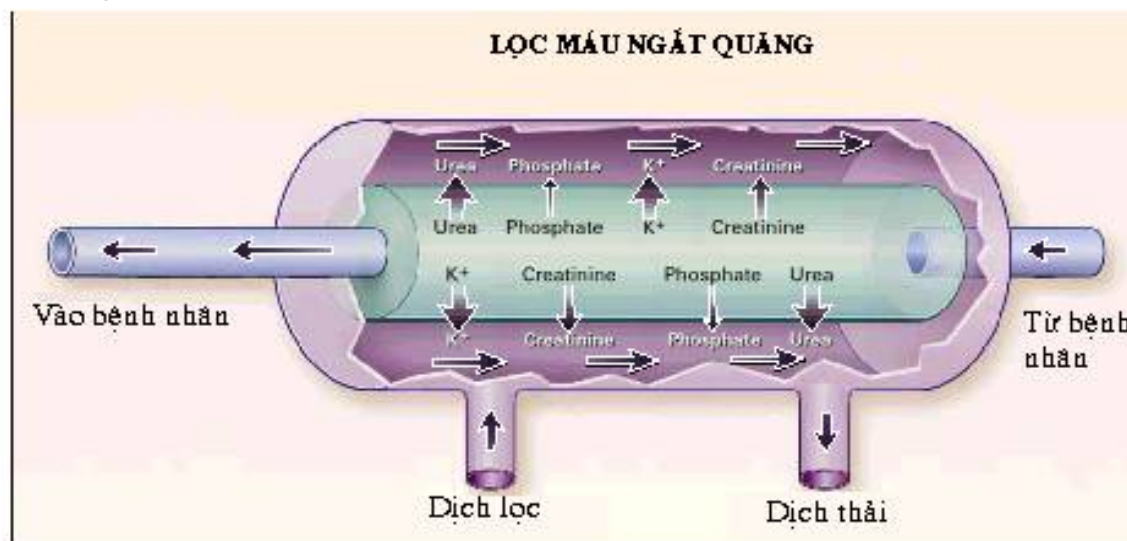 LỌC MÁU NGẮT QUÃNG
Urea Phosphate K⁺ Creatinine
Urea Phosphate K⁺ Creatinine
K⁺ Creatinine Phosphate Urea
Vào bệnh nhân
Từ bệnh
nhân
K⁺ Creatinine Phosphate Urea
Dịch lọc
Dịch thải